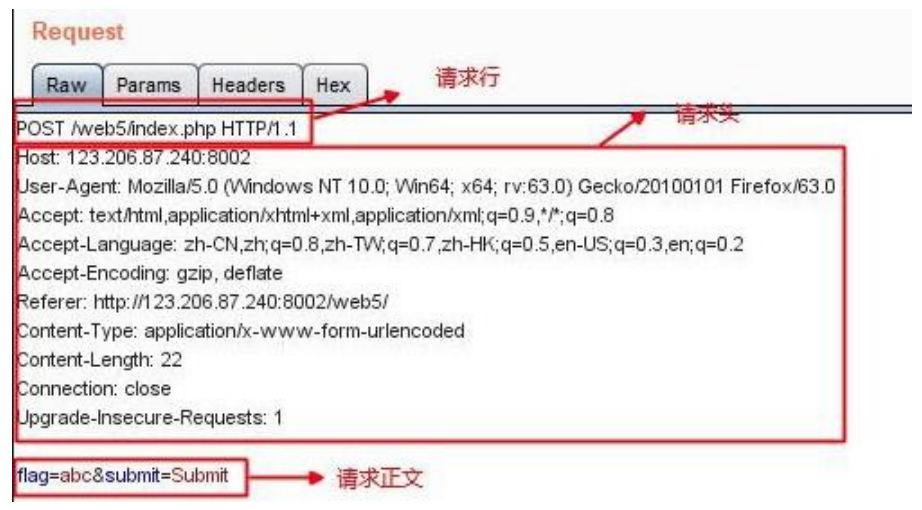 Request
Raw Params Headers Hex
请求行
请求头
POST /web5/index.php HTTP/1.1
Host: 123.206.87.240:8002
User-Agent: Mozilla/5.0 (Windows NT 10.0; Win64; x64; rv:63.0) Gecko/20100101 Firefox/63.0
Accept: text/html,application/xhtml+xml,application/xml;q=0.9,*/*;q=0.8
Accept-Language: zh-CN,zh;q=0.8,zh-TW;q=0.7,zh-HK;q=0.5,en-US;q=0.3,en;q=0.2
Accept-Encoding: gzip, deflate
Referer: http://123.206.87.240:8002/web5/
Content-Type: application/x-www-form-urlencoded
Content-Length: 22
Connection: close
Upgrade-Insecure-Requests: 1
flag=abc&submit=Submit
请求正文